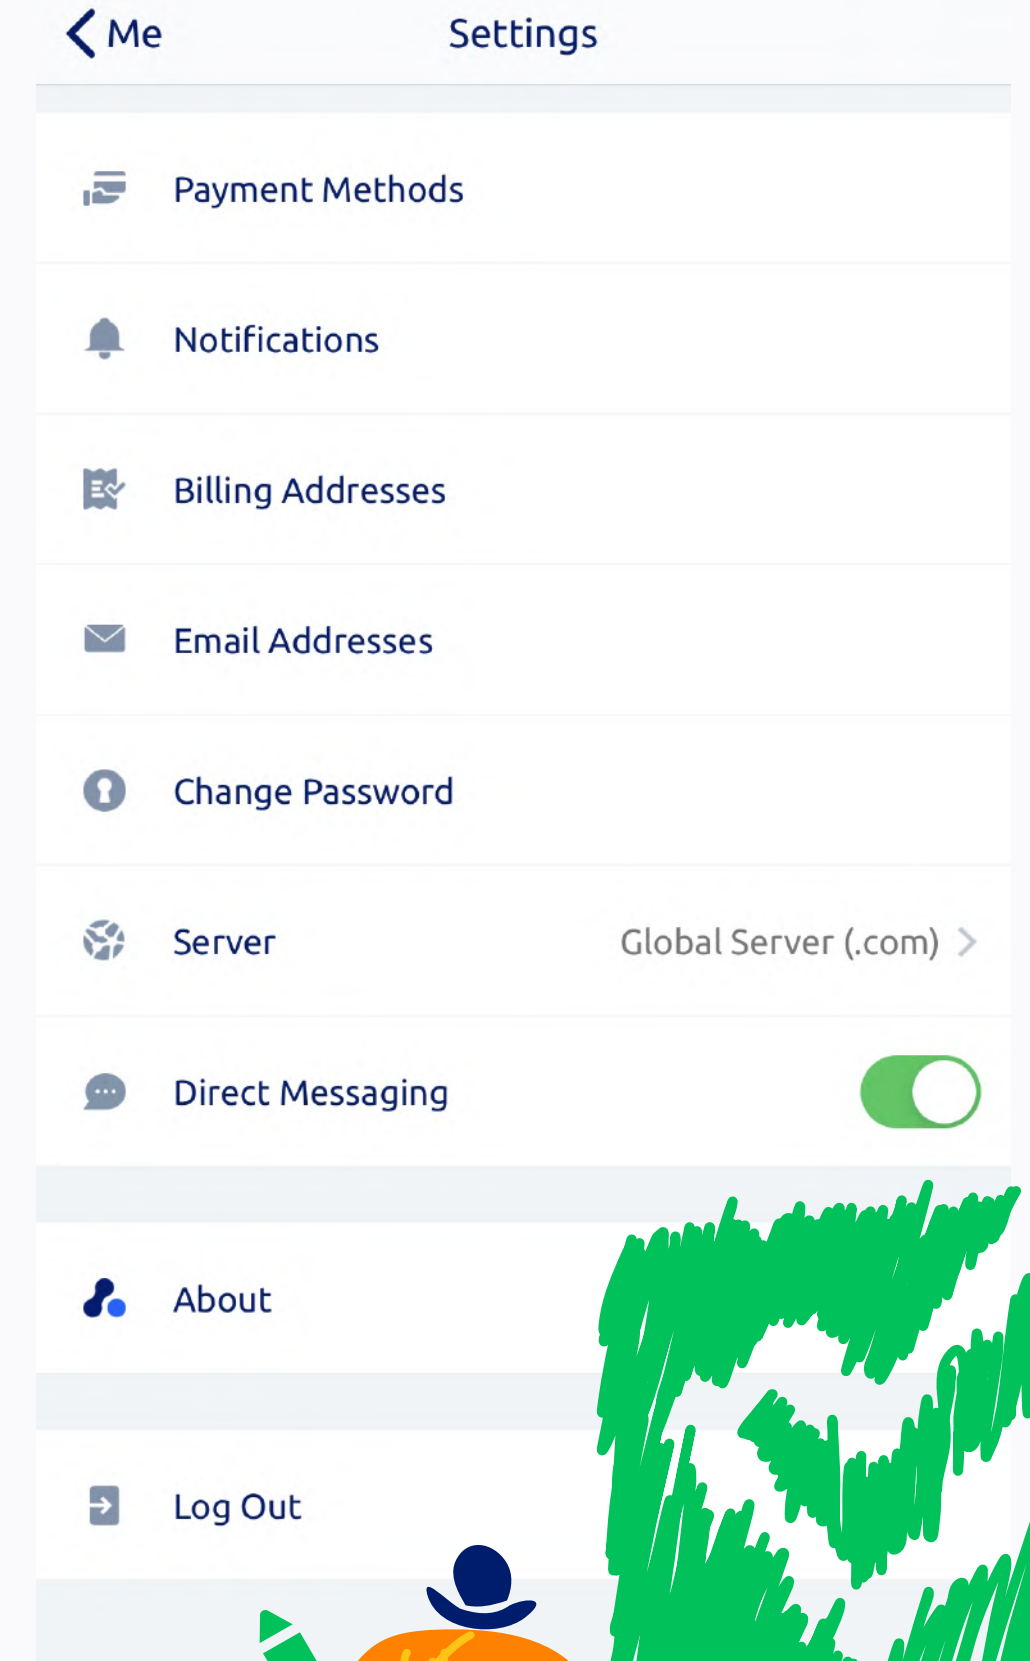 Me
Settings
Payment Methods
Notifications
Billing Addresses
Email Addresses
Change Password
Server Global Server (.com)
Direct Messaging
About
Log Out